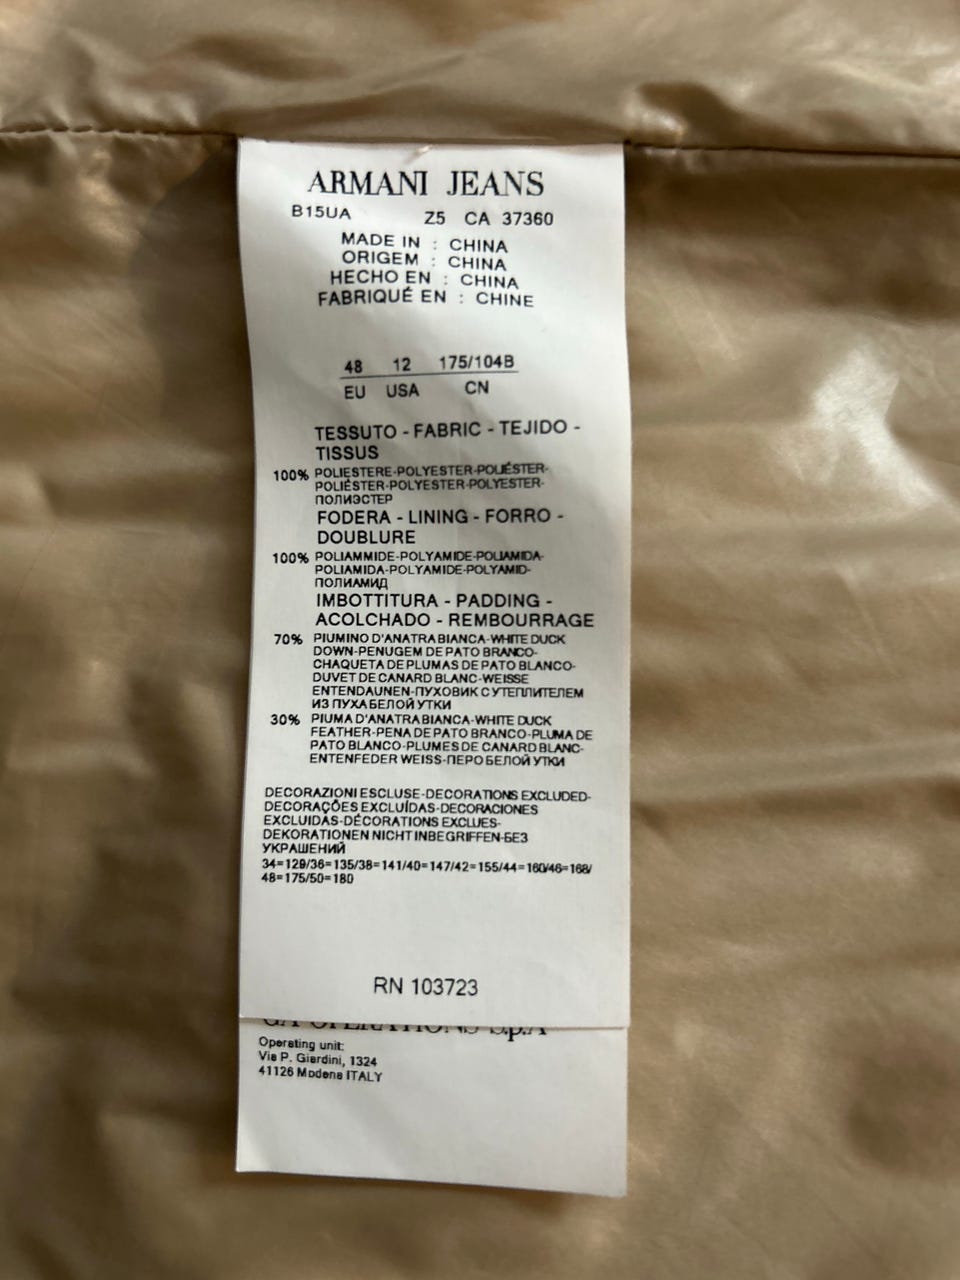 ARMANI JEANS
B15UA Z5 CA 37360
MADE IN : CHINA
ORIGEM : CHINA
HECHO EN : CHINA
FABRIQUÉ EN : CHINE
48 12 175/104B
EU USA CN
TESSUTO - FABRIC - TEJIDO -
TISSUS
100% POLIESTERE-POLYESTER-POLIÉSTER-
POLIÉSTER-POLYESTER-POLYESTER-
ПОЛИЭСТЕР
FODERA - LINING - FORRO -
DOUBLURE
100% POLIAMMIDE-POLYAMIDE-POLIAMIDA-
POLIAMIDA-POLYAMIDE-POLYAMID-
ПОЛИАМИД
IMBOTTITURA - PADDING -
ACOLCHADO - REMBOURRAGE
70% PIUMINO D'ANATRA BIANCA-WHITE DUCK
DOWN-PENUGEM DE PATO BRANCO-
CHAQUETA DE PLUMAS DE PATO BLANCO-
DUVET DE CANARD BLANC-WEISSE
ENTENDAUNEN-ПУХОВИК С УТЕПЛИТЕЛЕМ
ИЗ ПУХА БЕЛОЙ УТКИ
30% PIUMA D'ANATRA BIANCA-WHITE DUCK
FEATHER-PENA DE PATO BRANCO-PLUMA DE
PATO BLANCO-PLUMES DE CANARD BLANC-
ENTENFEDER WEISS-ПЕРО БЕЛОЙ УТКИ
DECORAZIONI ESCLUSE-DECORATIONS EXCLUDED-
DECORAÇÕES EXCLUÍDAS-DECORACIONES
EXCLUIDAS-DÉCORATIONS EXCLUES-
DEKORATIONEN NICHT INBEGRIFFEN-БЕЗ
УКРАШЕНИЙ
34=129/36=135/38=141/40=147/42=155/44=160/46=168/
48=175/50=180
RN 103723
GA OPERATIONS S.p.A
Operating unit:
Via P. Giardini, 1324
41126 Modena ITALY